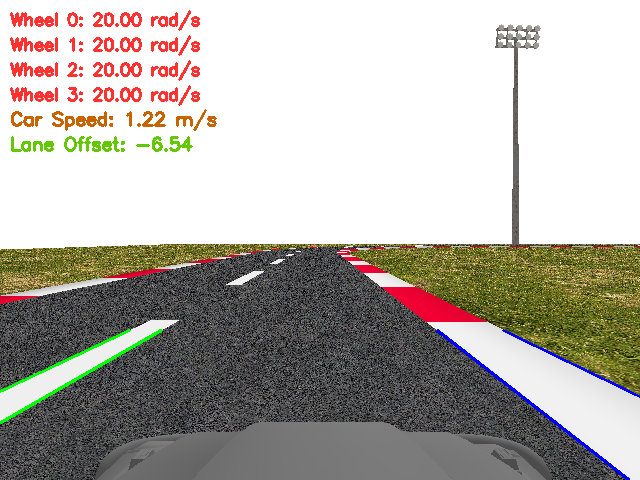 Wheel 0: 20.00 rad/s
Wheel 1: 20.00 rad/s
Wheel 2: 20.00 rad/s
Wheel 3: 20.00 rad/s
Car Speed: 1.22 m/s
Lane Offset: -6.54